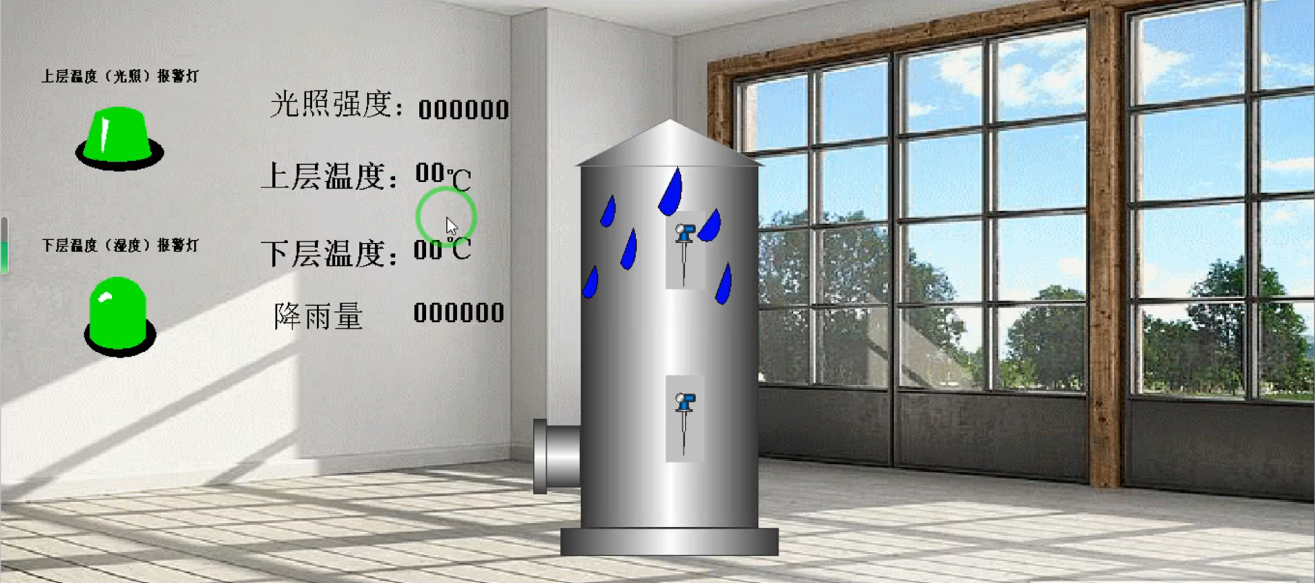 上层温度（光照）报警灯
光照强度：000000
上层温度：00℃
下层温度（湿度）报警灯
下层温度：00℃
降雨量 000000